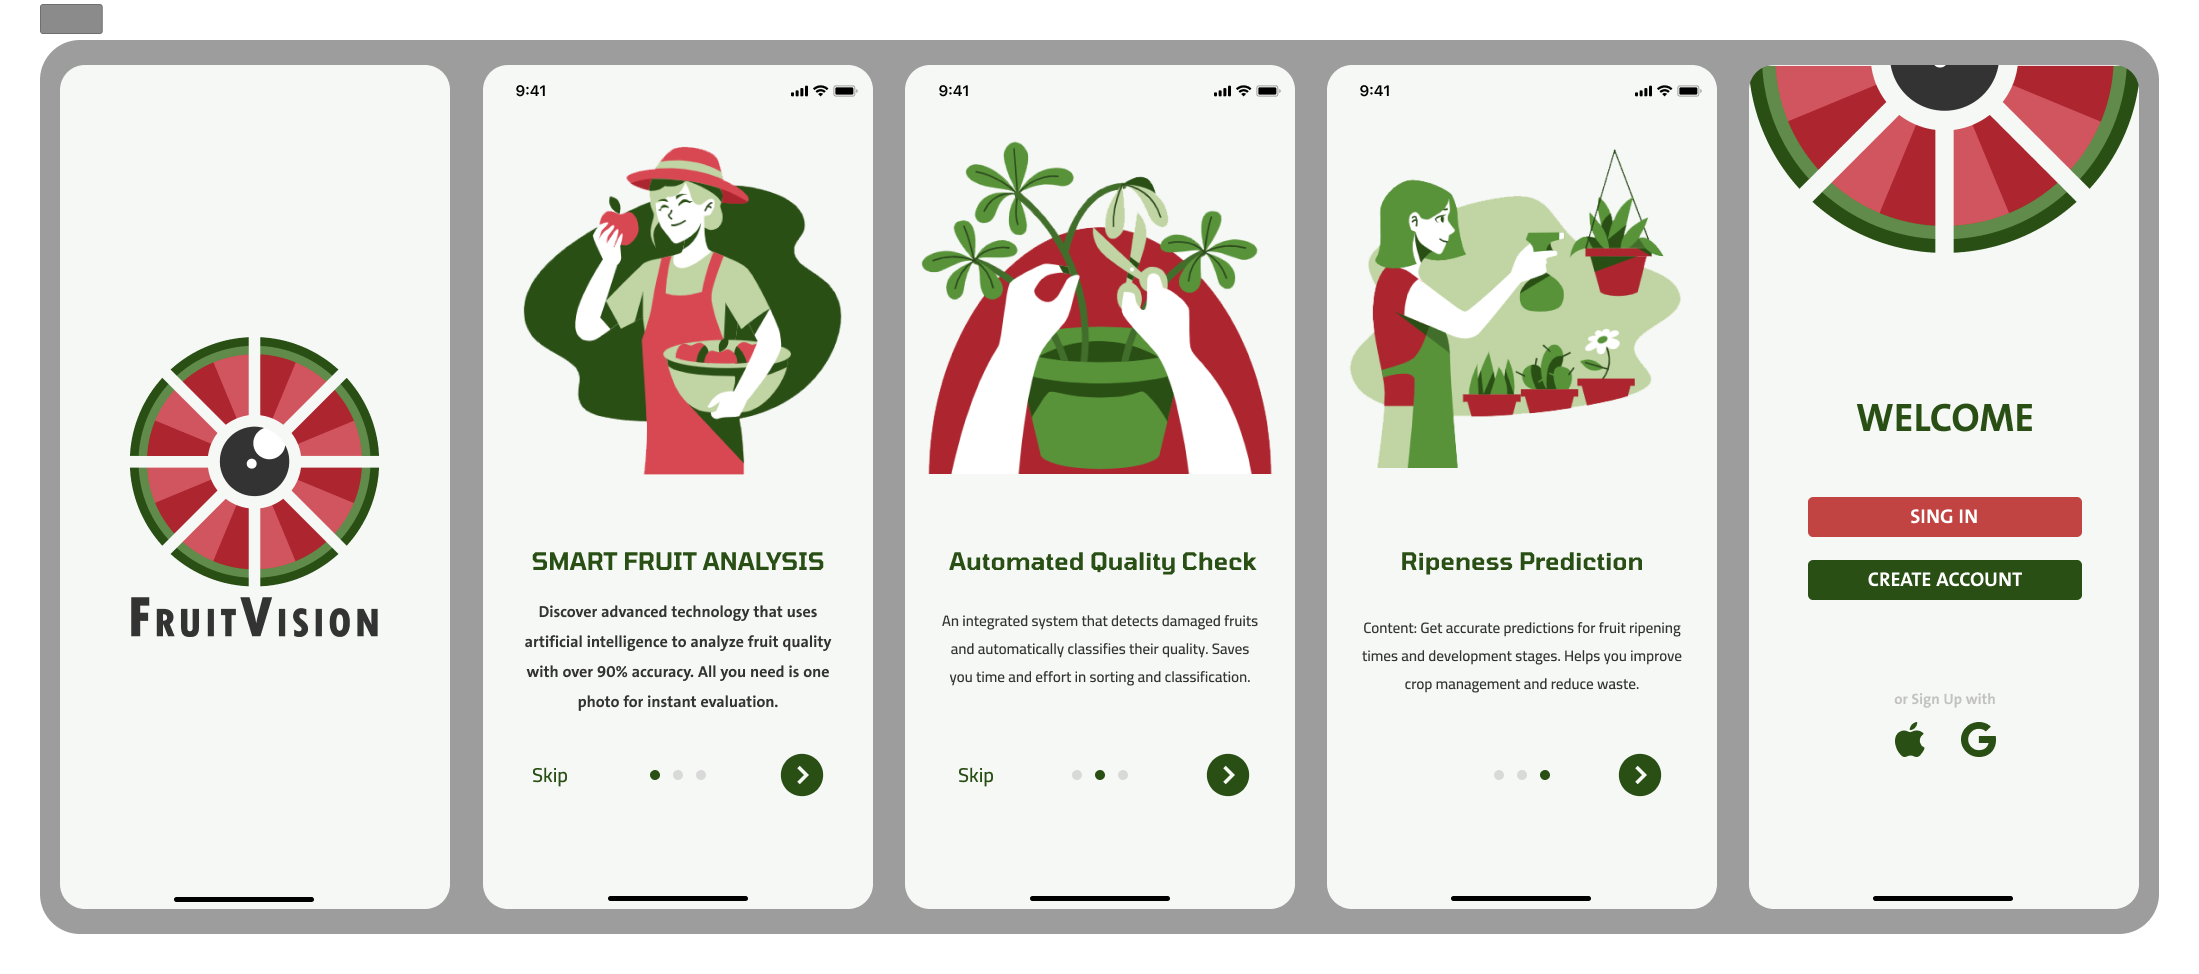 FRUITVISION
9:41
SMART FRUIT ANALYSIS
Discover advanced technology that uses
artificial intelligence to analyze fruit quality
with over 90% accuracy. All you need is one
photo for instant evaluation.
Skip
9:41
Automated Quality Check
An integrated system that detects damaged fruits
and automatically classifies their quality. Saves
you time and effort in sorting and classification.
Skip
9:41
Ripeness Prediction
Content: Get accurate predictions for fruit ripening
times and development stages. Helps you improve
crop management and reduce waste.
WELCOME
SING IN
CREATE ACCOUNT
or Sign Up with